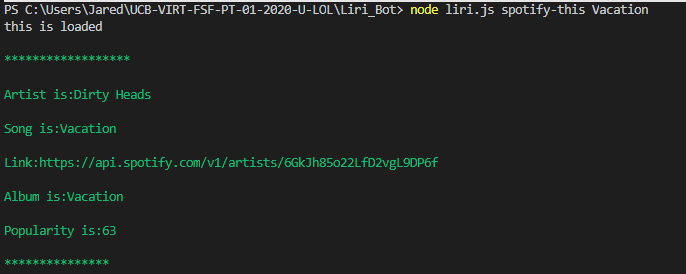 PS C:\Users\Jared\UCB-VIRT-FSF-PT-01-2020-U-LOL\Liri_Bot> node liri.js spotify-this Vacation
this is loaded
******************
Artist is:Dirty Heads
Song is:Vacation
Link:https://api.spotify.com/v1/artists/6GkJh85o22LfD2vgL9DP6f
Album is:Vacation
Popularity is:63
***************